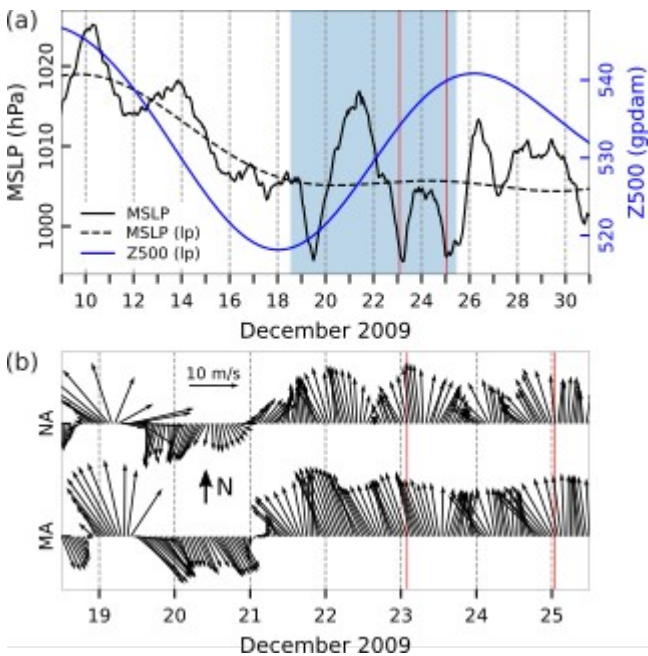 (a)
MSLP (hPa)
1020
1010
1000
MSLP
MSLP (lp)
Z500 (lp)
540
530
520
Z500 (gpdam)
10 12 14 16 18 20 22 24 26 28 30
December 2009
(b)
10 m/s
NA
N
MA
19 20 21 22 23 24 25
December 2009